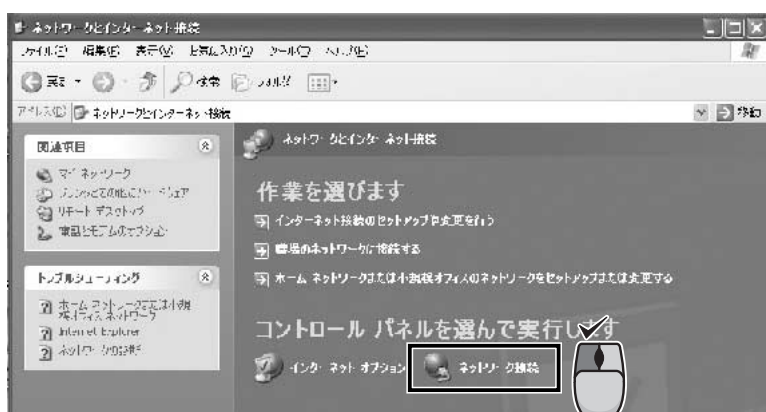 ネットワークとインターネット接続
ファイル(F) 編集(E) 表示(V) お気に入り(A) ツール(T) ヘルプ(H)
戻る 検索 フォルダ
アドレス(D) ネットワークとインターネット接続 移動
関連項目
マイ ネットワーク
プリンタとその他のハードウェア
リモート デスクトップ
電話とモデムのオプション
トラブルシューティング
ホーム ネットワークまたは小規模オフィス ネットワーク
Internet Explorer
ネットワーク診断
ネットワークとインターネット接続
作業を選びます
インターネット接続のセットアップや変更を行う
職場のネットワークに接続する
ホーム ネットワークまたは小規模オフィスのネットワークをセットアップまたは変更する
コントロール パネルを選んで実行します
インターネット オプション ネットワーク接続